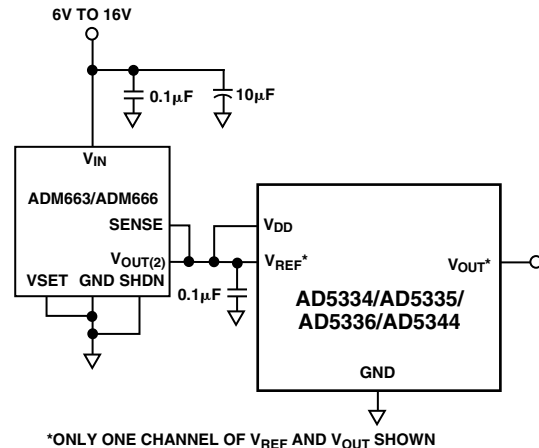 6V TO 16V
0.1μF
10μF
VIN
ADM663/ADM666
SENSE
VOUT(2)
VSET GND SHDN
0.1μF
VDD
VREF*
VOUT*
AD5334/AD5335/
AD5336/AD5344
GND
*ONLY ONE CHANNEL OF VREF AND VOUT SHOWN